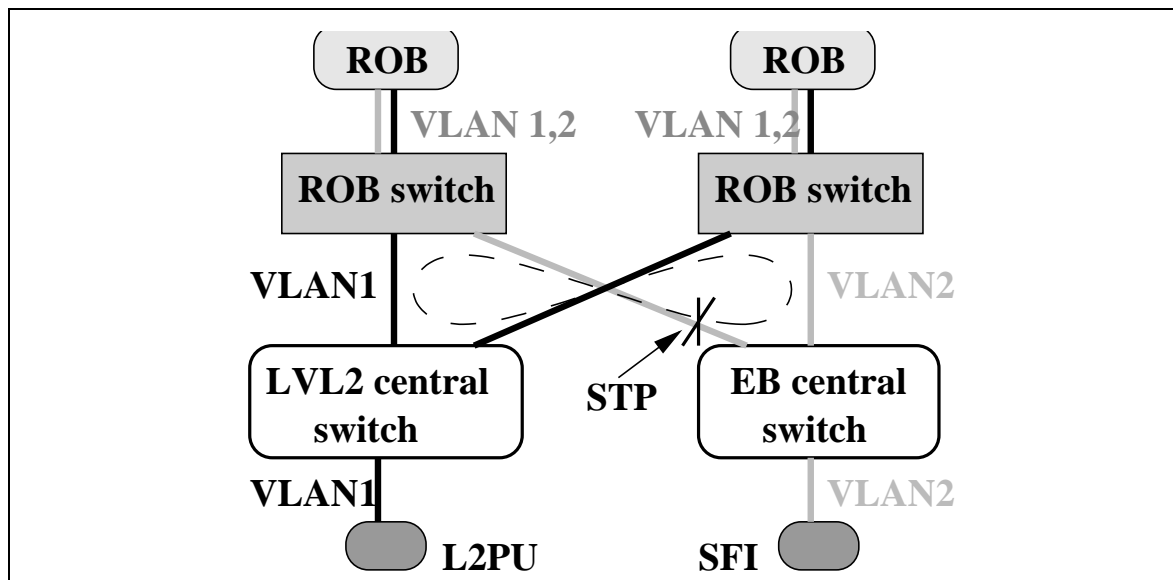 ROB
ROB
VLAN 1,2
VLAN 1,2
ROB switch
ROB switch
VLAN1
VLAN2
STP
LVL2 central
switch
EB central
switch
VLAN1
VLAN2
L2PU
SFI